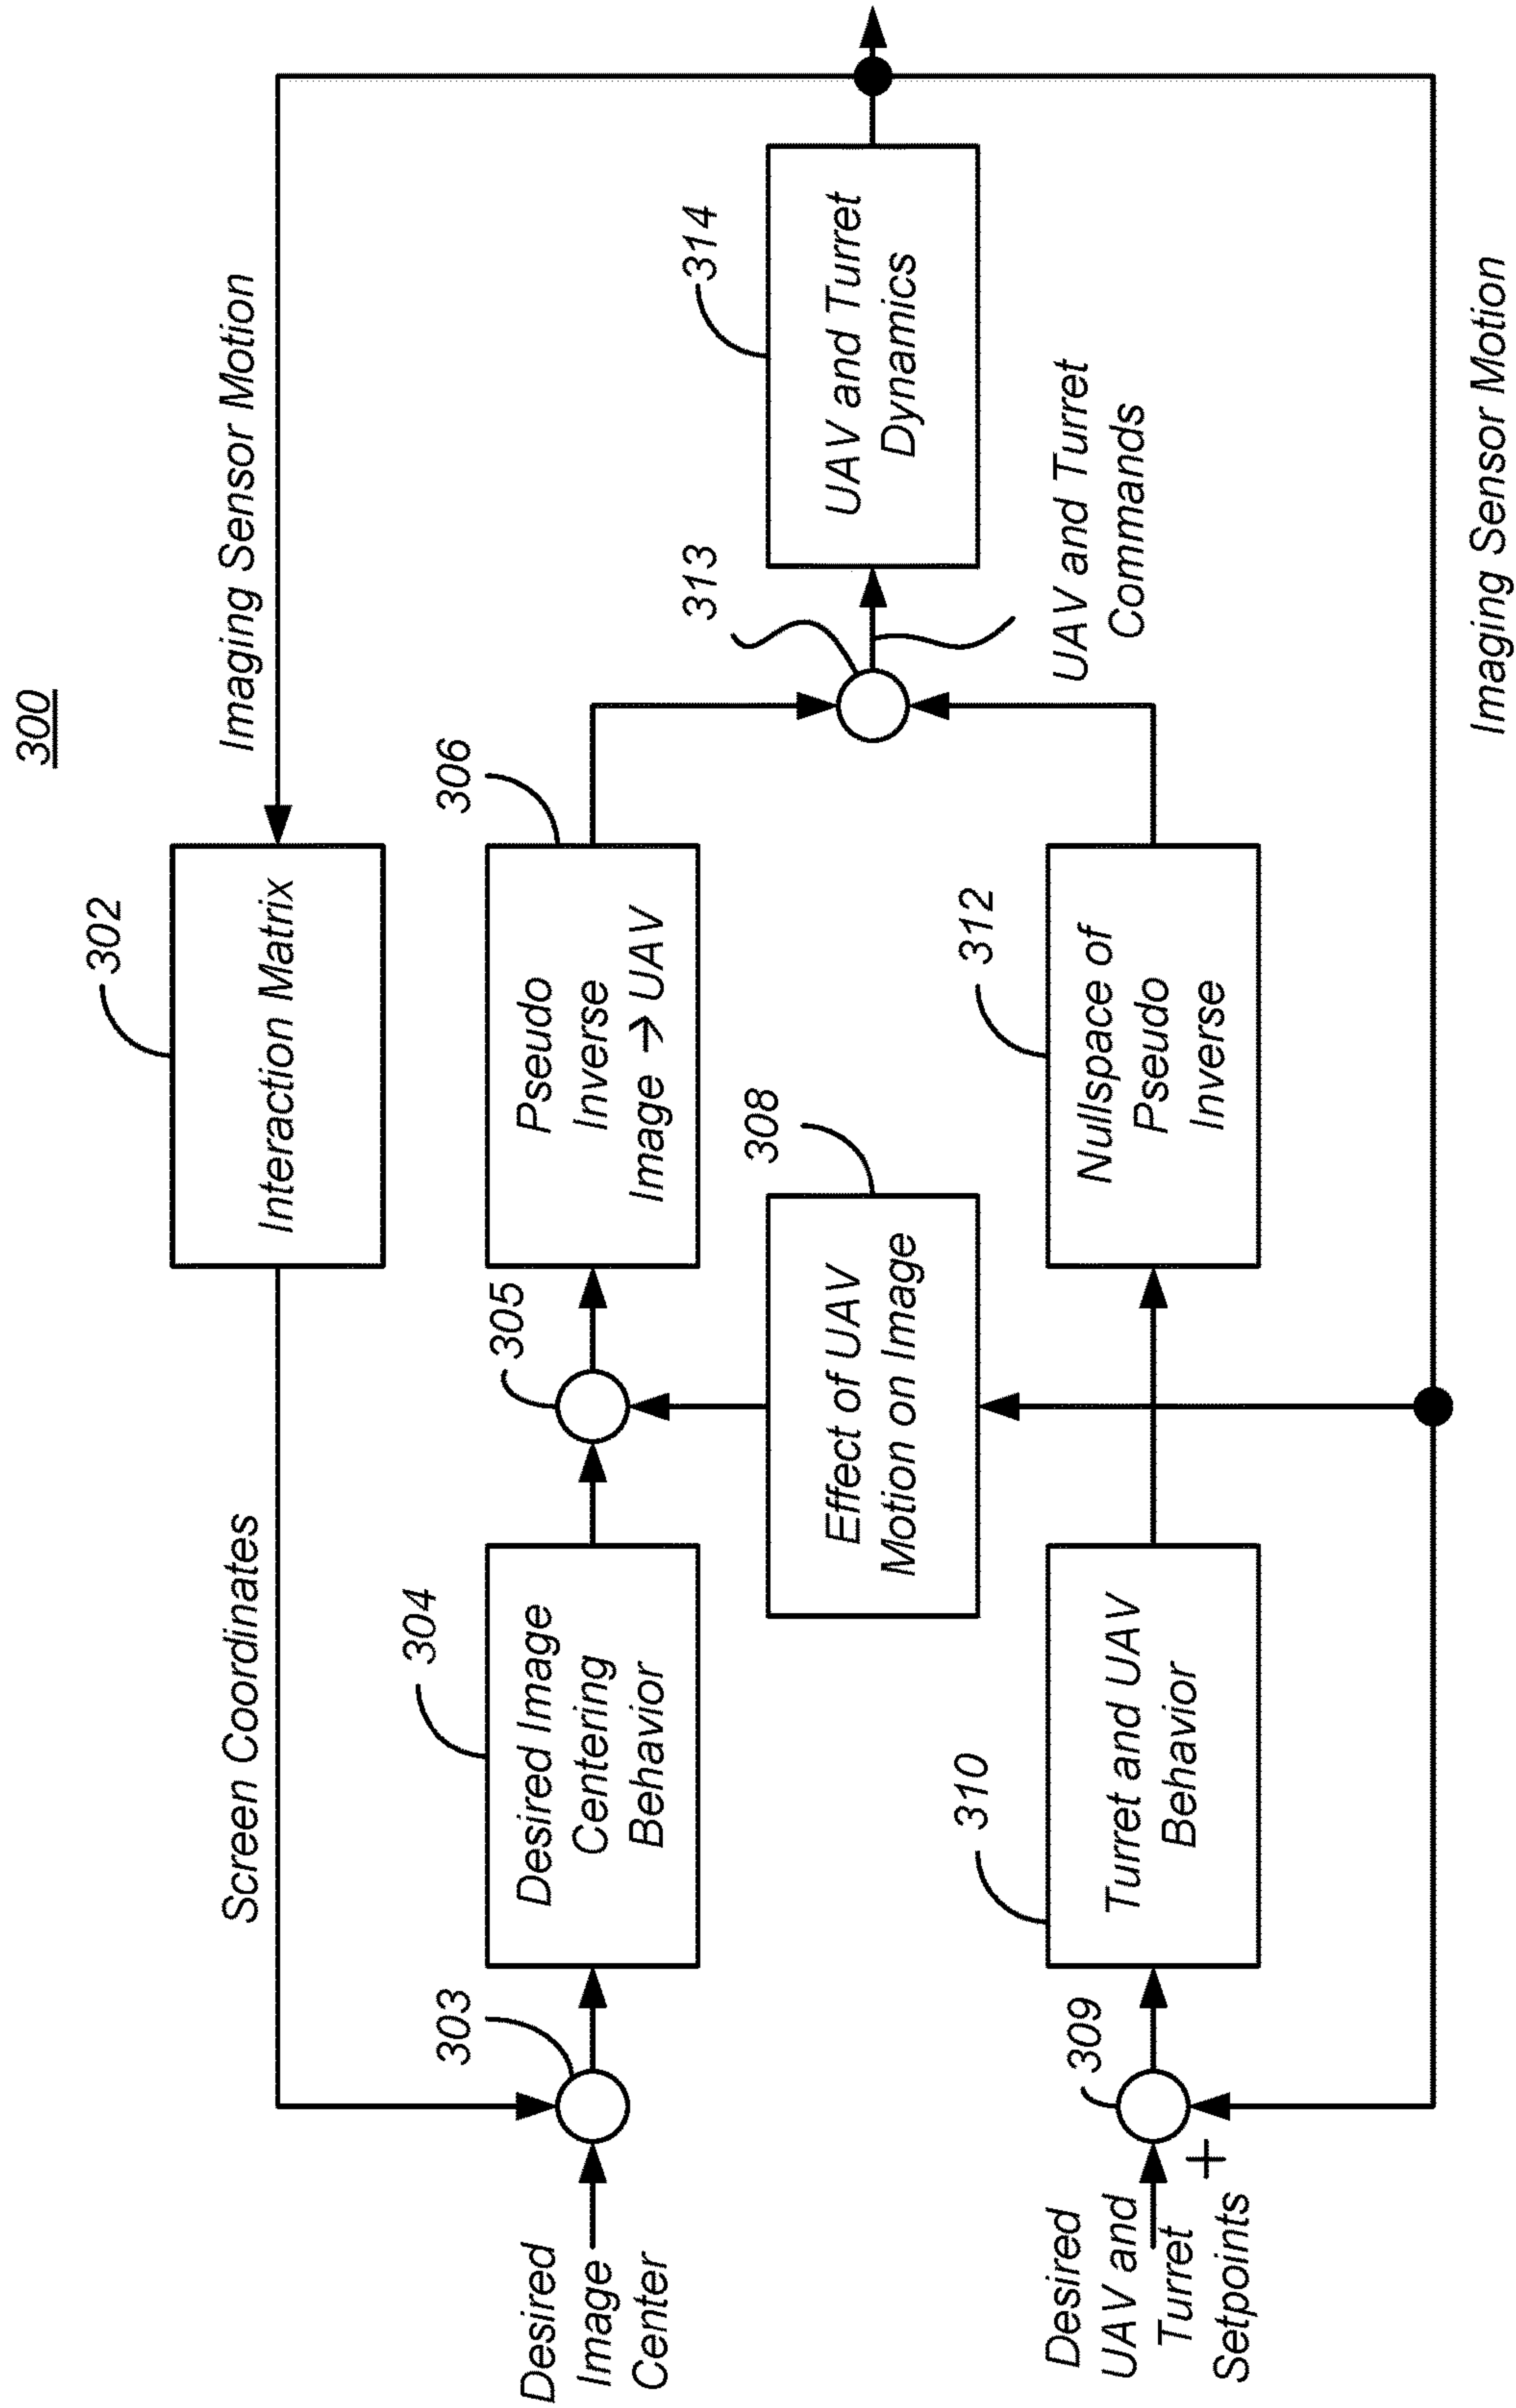 300
Imaging Sensor Motion
Screen Coordinates
302
Interaction Matrix
Desired
Image
Center
303
304
Desired Image
Centering
Behavior
305
306
Pseudo
Inverse
Image → UAV
308
Effect of UAV
Motion on Image
313
UAV and Turret
Commands
314
UAV and Turret
Dynamics
Desired
UAV and
Turret
Setpoints
+
309
310
Turret and UAV
Behavior
312
Nullspace of
Pseudo
Inverse
Imaging Sensor Motion